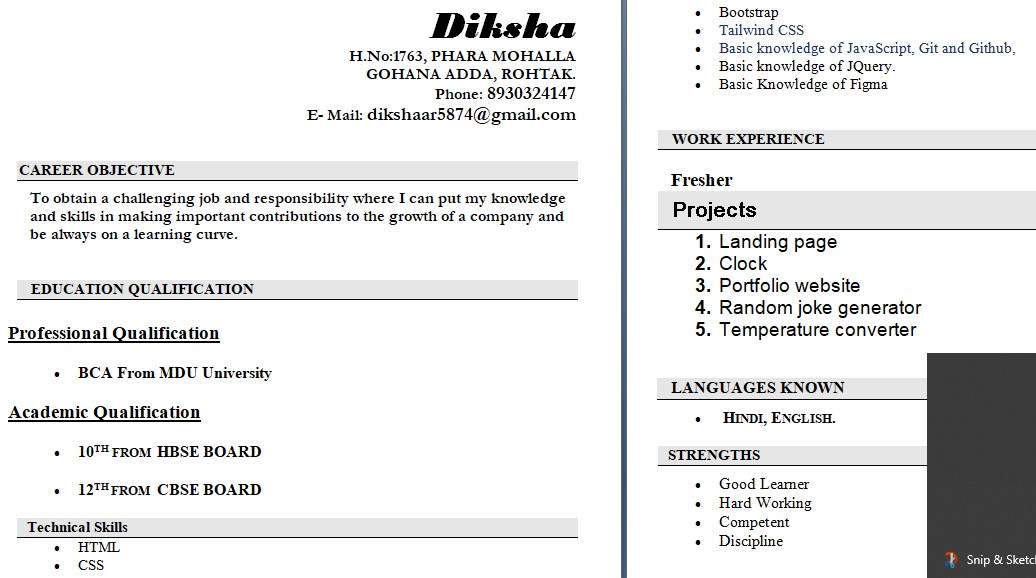 Diksha
H.No:1763, PHARA MOHALLA
GOHANA ADDA, ROHTAK.
Phone: 8930324147
E- Mail: dikshaar5874@gmail.com
CAREER OBJECTIVE
To obtain a challenging job and responsibility where I can put my knowledge
and skills in making important contributions to the growth of a company and
be always on a learning curve.
EDUCATION QUALIFICATION
Professional Qualification
• BCA From MDU University
Academic Qualification
• 10TH FROM HBSE BOARD
• 12TH FROM CBSE BOARD
Technical Skills
• HTML
• CSS
• Bootstrap
• Tailwind CSS
• Basic knowledge of JavaScript, Git and Github,
• Basic knowledge of JQuery.
• Basic Knowledge of Figma
WORK EXPERIENCE
Fresher
Projects
1. Landing page
2. Clock
3. Portfolio website
4. Random joke generator
5. Temperature converter
LANGUAGES KNOWN
• HINDI, ENGLISH.
STRENGTHS
• Good Learner
• Hard Working
• Competent
• Discipline
Snip & Sketc